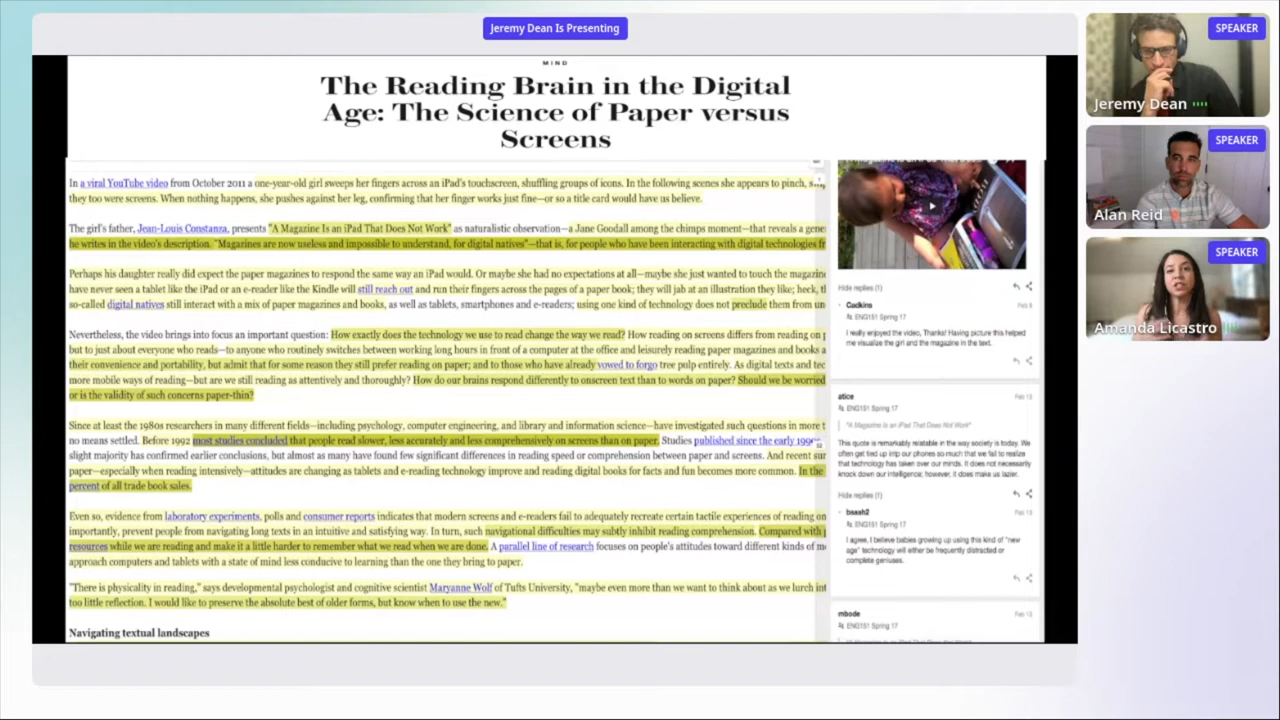 Jeremy Dean Is Presenting
MIND
The Reading Brain in the Digital
Age: The Science of Paper versus
Screens
In a viral YouTube video from October 2011 a one-year-old girl sweeps her fingers across an iPad's touchscreen, shuffling groups of icons. In the following scenes she appears to pinch,
they too were screens. When nothing happens, she pushes against her leg, confirming that her finger works just fine—or so a title card would have us believe.
The girl's father, Jean-Louis Constanza, presents "A Magazine Is an iPad That Does Not Work" as naturalistic observation—a Jane Goodall among the chimps moment—that reveals a gene
he writes in the video's description. "Magazines are now useless and impossible to understand, for digital natives"—that is, for people who have been interacting with digital technologies fr
Perhaps his daughter really did expect the paper magazines to respond the same way an iPad would. Or maybe she had no expectations at all—maybe she just wanted to touch the magazin
have never seen a tablet like the iPad or an e-reader like the Kindle will still reach out and run their fingers across the pages of a paper book; they will jab at an illustration they like; heck, t
so-called digital natives still interact with a mix of paper magazines and books, as well as tablets, smartphones and e-readers; using one kind of technology does not preclude them from un
Nevertheless, the video brings into focus an important question: How exactly does the technology we use to read change the way we read? How reading on screens differs from reading on p
but to just about everyone who reads—to anyone who routinely switches between working long hours in front of a computer at the office and leisurely reading paper magazines and books a
their convenience and portability, but admit that for some reason they still prefer reading on paper; and to those who have already vowed to forgo tree pulp entirely. As digital texts and tec
more mobile ways of reading—but are we still reading as attentively and thoroughly? How do our brains respond differently to onscreen text than to words on paper? Should we be worried
or is the validity of such concerns paper-thin?
Since at least the 1980s researchers in many different fields—including psychology, computer engineering, and library and information science—have investigated such questions in more t
no means settled. Before 1992 most studies concluded that people read slower, less accurately and less comprehensively on screens than on paper. Studies published since the early 1990s
slight majority has confirmed earlier conclusions, but almost as many have found few significant differences in reading speed or comprehension between paper and screens. And recent sur
paper—especially when reading intensively—attitudes are changing as tablets and e-reading technology improve and reading digital books for facts and fun becomes more common. In the
percent of all trade book sales.
Even so, evidence from laboratory experiments, polls and consumer reports indicates that modern screens and e-readers fail to adequately recreate certain tactile experiences of reading on
importantly, prevent people from navigating long texts in an intuitive and satisfying way. In turn, such navigational difficulties may subtly inhibit reading comprehension. Compared with p
resources while we are reading and make it a little harder to remember what we read when we are done. A parallel line of research focuses on people's attitudes toward different kinds of me
approach computers and tablets with a state of mind less conducive to learning than the one they bring to paper.
"There is physicality in reading," says developmental psychologist and cognitive scientist Maryanne Wolf of Tufts University, "maybe even more than we want to think about as we lurch int
too little reflection. I would like to preserve the absolute best of older forms, but know when to use the new."
Navigating textual landscapes
Hide replies (1)
Cadkins
Feb 8
ENG151 Spring 17
I really enjoyed the video, Thanks! Having picture this helped
me visualize the girl and the magazine in the text.
atice
Feb 13
ENG151 Spring 17
"A Magazine Is an iPad That Does Not Work"
This quote is remarkably relatable in the way society is today. We
often get tied up into our phones so much that we fail to realize
that technology has taken over our minds. It does not necessarily
knock down our intelligence; however, it does make us lazier.
Hide replies (1)
bsash2
Feb 13
ENG151 Spring 17
I agree, I believe babies growing up using this kind of "new
age" technology will either be frequently distracted or
complete geniuses.
mbode
Feb 13
ENG151 Spring 17
SPEAKER
Jeremy Dean
SPEAKER
Alan Reid
SPEAKER
Amanda Licastro